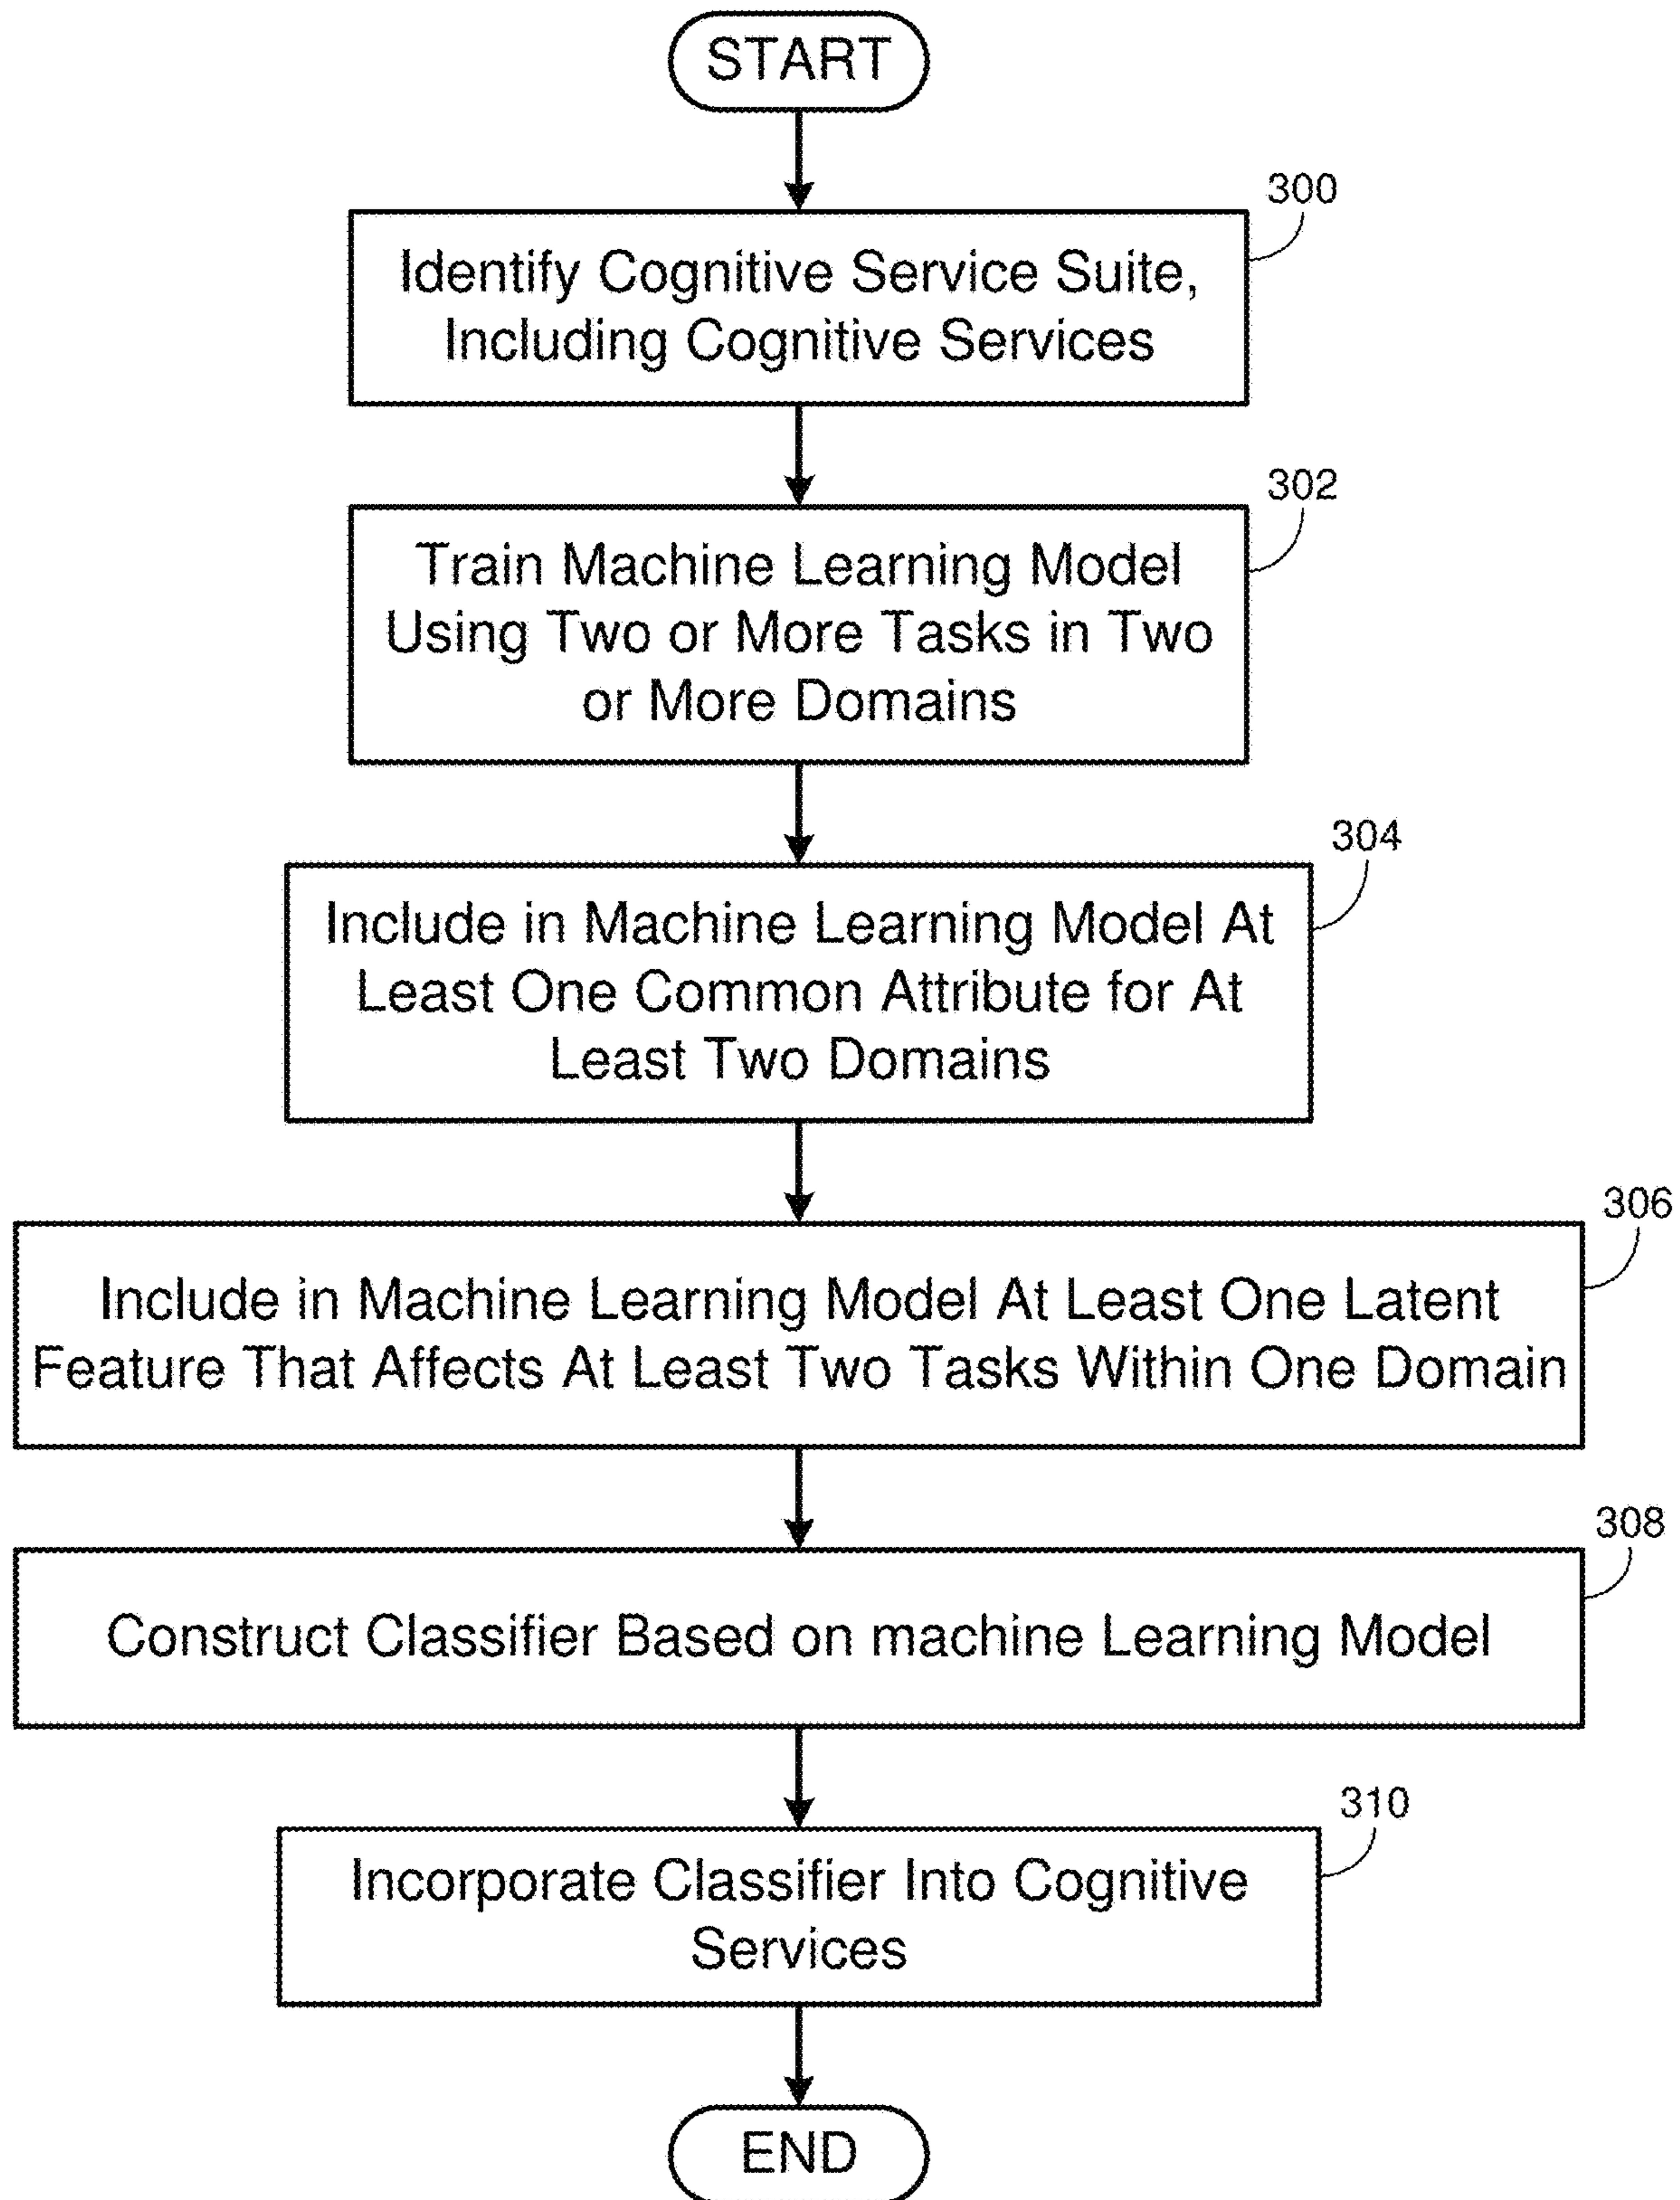 START
300
Identify Cognitive Service Suite,
Including Cognitive Services
302
Train Machine Learning Model
Using Two or More Tasks in Two
or More Domains
304
Include in Machine Learning Model At
Least One Common Attribute for At
Least Two Domains
306
Include in Machine Learning Model At Least One Latent
Feature That Affects At Least Two Tasks Within One Domain
308
Construct Classifier Based on machine Learning Model
310
Incorporate Classifier Into Cognitive
Services
END